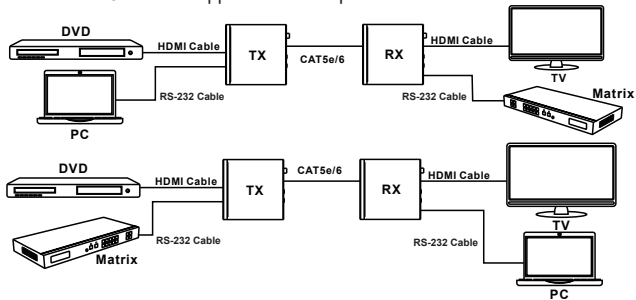 DVD
HDMI Cable
TX
CAT5e/6
RX
HDMI Cable
TV
RS-232 Cable
PC
RS-232 Cable
Matrix
DVD
HDMI Cable
TX
CAT5e/6
RX
HDMI Cable
TV
RS-232 Cable
Matrix
RS-232 Cable
PC